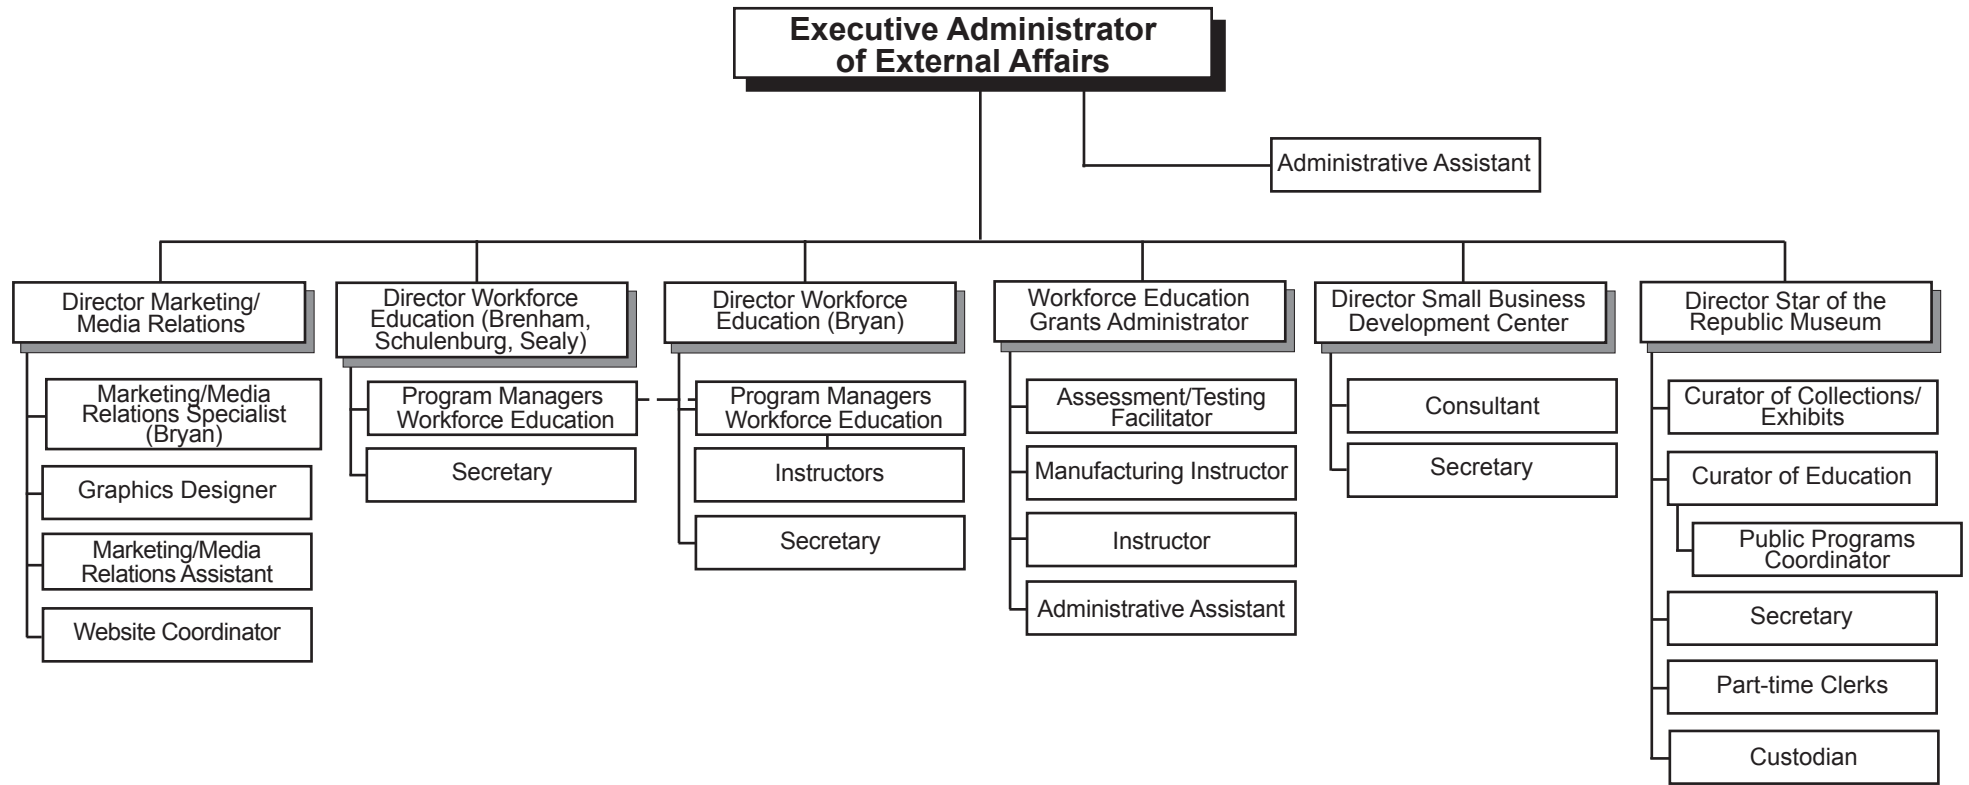 Executive Administrator
of External Affairs
Administrative Assistant
Director Marketing/
Media Relations
Marketing/Media
Relations Specialist
(Bryan)
Graphics Designer
Marketing/Media
Relations Assistant
Website Coordinator
Director Workforce
Education (Brenham,
Schulenburg, Sealy)
Program Managers
Workforce Education
Secretary
Director Workforce
Education (Bryan)
Program Managers
Workforce Education
Instructors
Secretary
Workforce Education
Grants Administrator
Assessment/Testing
Facilitator
Manufacturing Instructor
Instructor
Administrative Assistant
Director Small Business
Development Center
Consultant
Secretary
Director Star of the
Republic Museum
Curator of Collections/
Exhibits
Curator of Education
Public Programs
Coordinator
Secretary
Part-time Clerks
Custodian